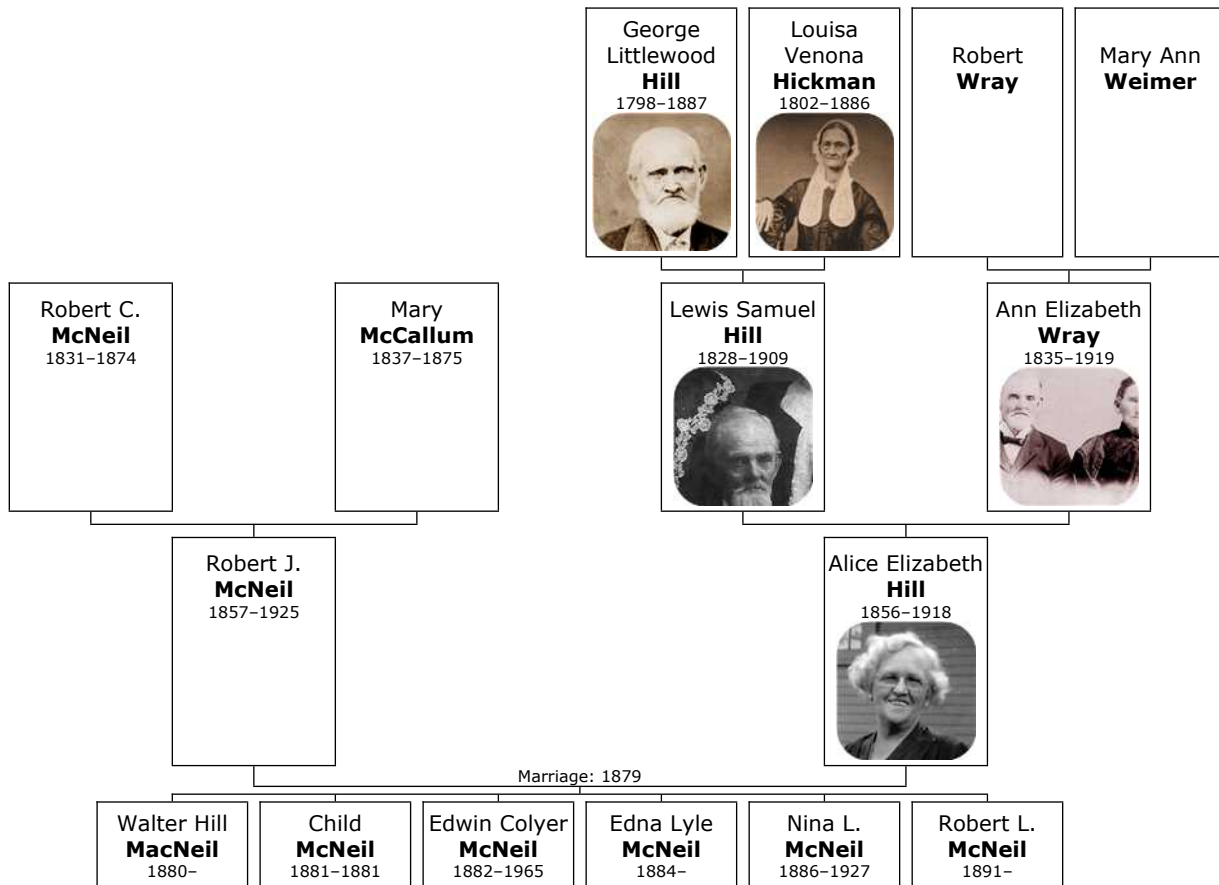 George
Littlewood
Hill
1798–1887
Louisa
Venona
Hickman
1802–1886
Robert
Wray
Mary Ann
Weimer
Robert C.
McNeil
1831–1874
Mary
McCallum
1837–1875
Lewis Samuel
Hill
1828–1909
Ann Elizabeth
Wray
1835–1919
Robert J.
McNeil
1857–1925
Alice Elizabeth
Hill
1856–1918
Marriage: 1879
Walter Hill
MacNeil
1880–
Child
McNeil
1881–1881
Edwin Colyer
McNeil
1882–1965
Edna Lyle
McNeil
1884–
Nina L.
McNeil
1886–1927
Robert L.
McNeil
1891–